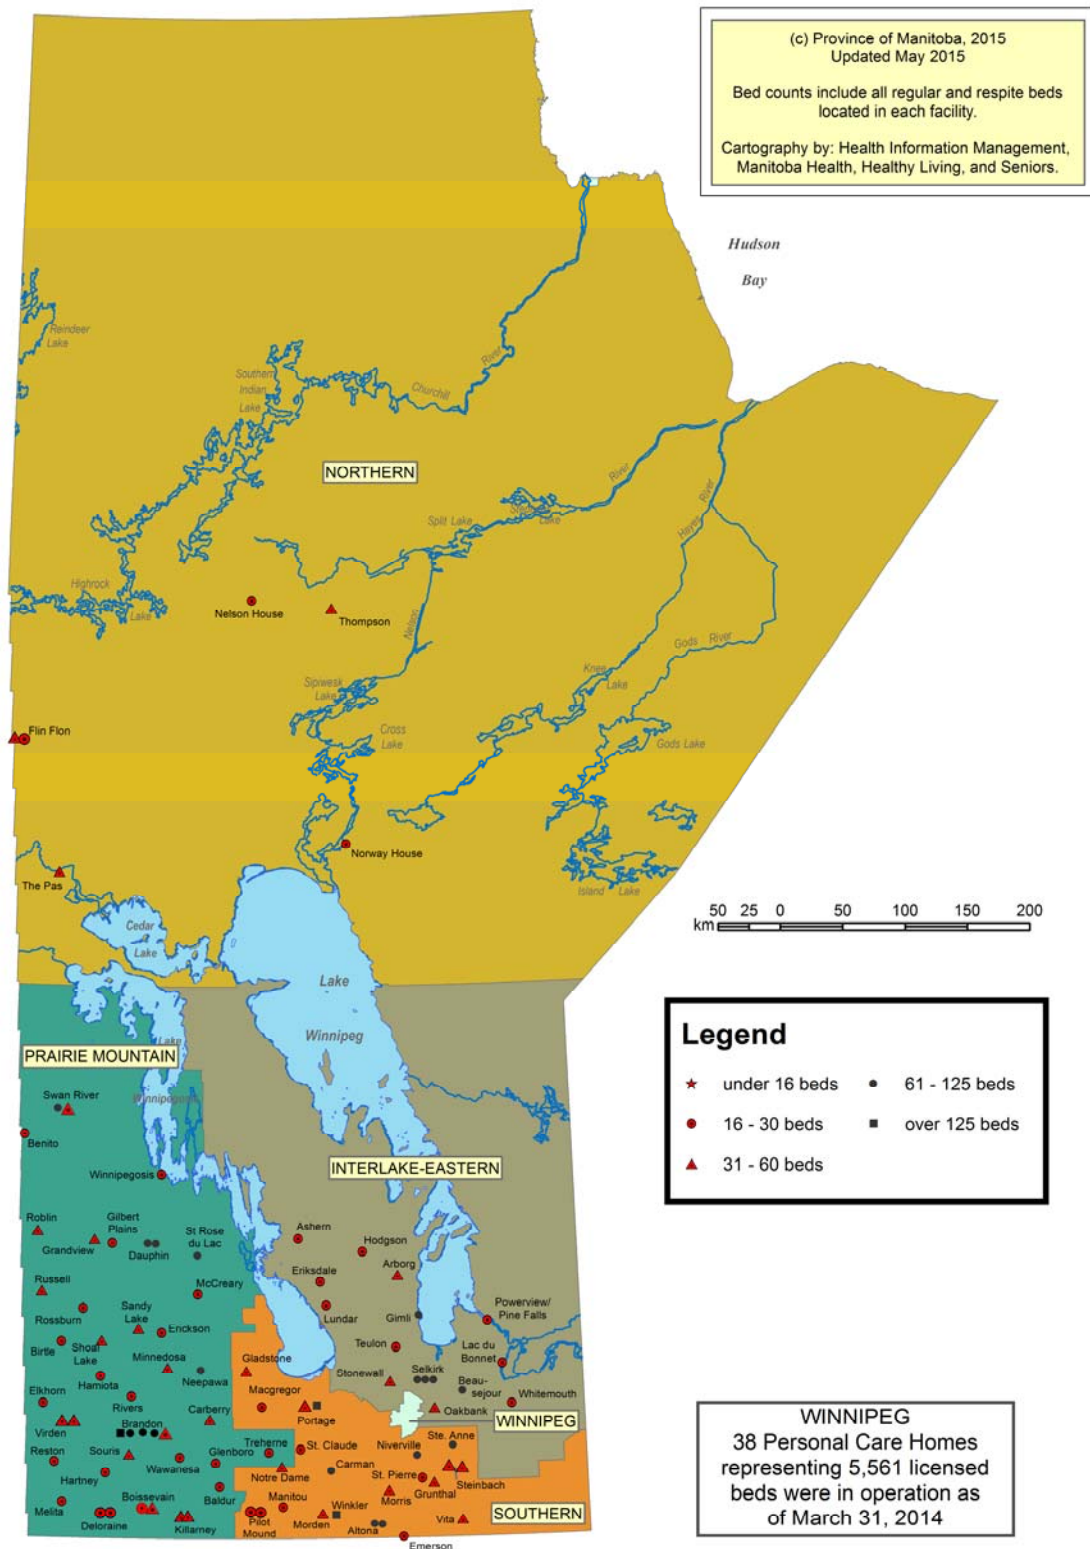 (c) Province of Manitoba, 2015
Updated May 2015
Bed counts include all regular and respite beds
located in each facility.
Cartography by: Health Information Management,
Manitoba Health, Healthy Living, and Seniors.
Hudson
Bay
Reindeer
Lake
Southern
Indian
Lake
Churchill
River
NORTHERN
River
Split Lake
Lake
Hayes
River
Highrock
Lake
Nelson House
Thompson
Nelson
Gods
River
Sipiwesk
Lake
Knee
Lake
Cross
Lake
Flin Flon
Gods Lake
Norway House
The Pas
Island
Lake
Cedar
Lake
50 25 0 50 100 150 200
km
Lake
Winnipeg
Lake
Winnipegosis
PRAIRIE MOUNTAIN
Legend
under 16 beds
61 - 125 beds
16 - 30 beds
over 125 beds
31 - 60 beds
Swan River
Benito
Winnipegosis
INTERLAKE-EASTERN
Roblin
Gilbert
Plains
Grandview
Dauphin
St Rose
du Lac
Ashern
Hodgson
Russell
McCreary
Eriksdale
Arborg
Rossburn
Sandy
Lake
Erickson
Lundar
Gimli
Powerview/
Pine Falls
Birtle
Shoal
Lake
Minnedosa
Gladstone
Teulon
Lac du
Bonnet
Hamiota
Neepawa
Stonewall
Selkirk
Beau-
sejour
Elkhorn
Rivers
Carberry
Macgregor
Portage
Oakbank
Whitemouth
Virden
Brandon
WINNIPEG
Reston
Souris
Wawanesa
Glenboro
Treherne
St. Claude
Niverville
Ste. Anne
Hartney
Notre Dame
Carman
St. Pierre
Steinbach
Melita
Boissevain
Baldur
Manitou
Morris
Grunthal
Deloraine
Killarney
Pilot
Mound
Morden
Winkler
Altona
Vita
SOUTHERN
Emerson
WINNIPEG
38 Personal Care Homes
representing 5,561 licensed
beds were in operation as
of March 31, 2014